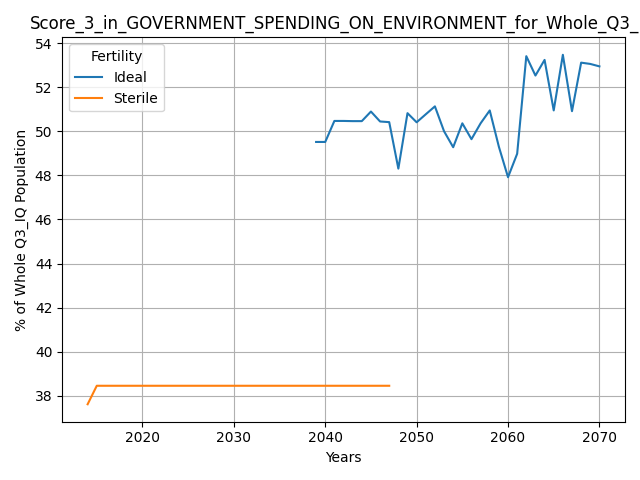 Score_3_in_GOVERNMENT_SPENDING_ON_ENVIRONMENT_for_Whole_Q3_
Fertility
Ideal
Sterile
% of Whole Q3_IQ Population
54
52
50
48
46
44
42
40
38
2020
2030
2040
2050
2060
2070
Years